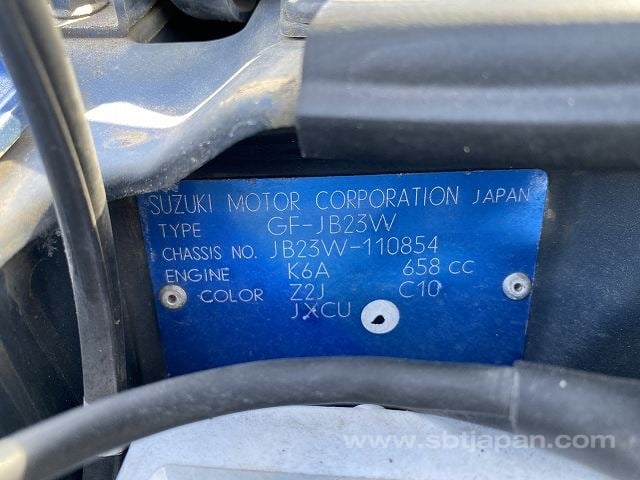 SUZUKI MOTOR CORPORATION JAPAN
TYPE GF-JB23W
CHASSIS NO. JB23W-110854
ENGINE K6A 658 CC
COLOR Z2J C10
JXCU
www.sbtjapan.com